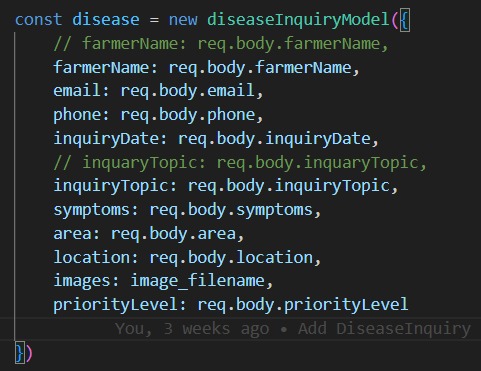 const disease = new diseaseInquiryModel({
// farmerName: req.body.farmerName,
farmerName: req.body.farmerName,
email: req.body.email,
phone: req.body.phone,
inquiryDate: req.body.inquiryDate,
// inquaryTopic: req.body.inquaryTopic,
inquiryTopic: req.body.inquiryTopic,
symptoms: req.body.symptoms,
area: req.body.area,
location: req.body.location,
images: image_filename,
priorityLevel: req.body.priorityLevel
You, 3 weeks ago • Add DiseaseInquiry
})